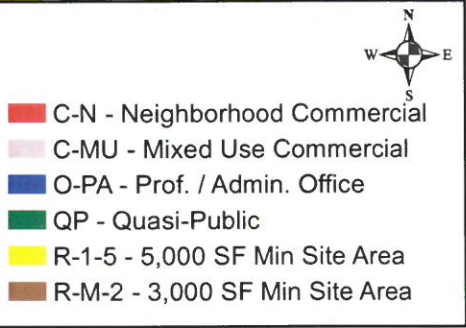 N
W E
S
C-N - Neighborhood Commercial
C-MU - Mixed Use Commercial
O-PA - Prof. / Admin. Office
QP - Quasi-Public
R-1-5 - 5,000 SF Min Site Area
R-M-2 - 3,000 SF Min Site Area